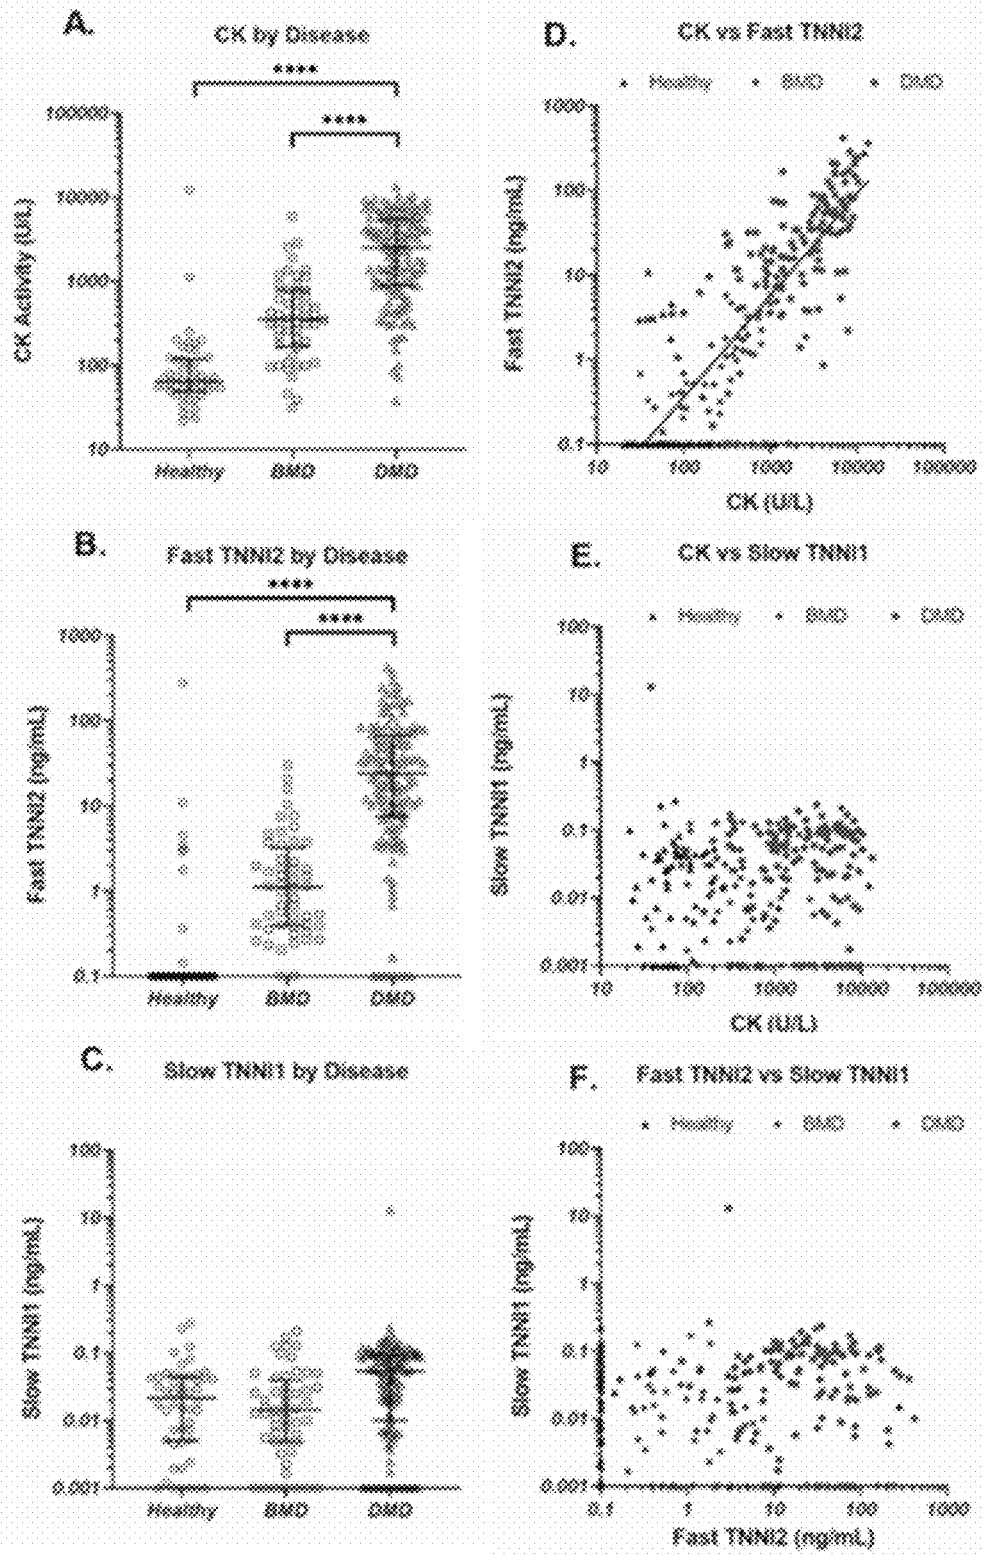 A.
CK by Disease
****
****
CK Activity (U/L)
100000
10000
1000
100
10
Healthy BMD DMD
B.
Fast TNNI2 by Disease
****
****
Fast TNNI2 (ng/mL)
1000
100
10
1
0.1
Healthy BMD DMD
C.
Slow TNNI1 by Disease
Slow TNNI1 (ng/mL)
100
10
1
0.1
0.01
0.001
Healthy BMD DMD
D.
CK vs Fast TNNI2
Healthy BMD DMD
Fast TNNI2 (ng/mL)
1000
100
10
1
0.1
10 100 1000 10000 100000
CK (U/L)
E.
CK vs Slow TNNI1
Healthy BMD DMD
Slow TNNI1 (ng/mL)
100
10
1
0.1
0.01
0.001
10 100 1000 10000 100000
CK (U/L)
F.
Fast TNNI2 vs Slow TNNI1
Healthy BMD DMD
Slow TNNI1 (ng/mL)
100
10
1
0.1
0.01
0.001
0.1 1 10 100 1000
Fast TNNI2 (ng/mL)